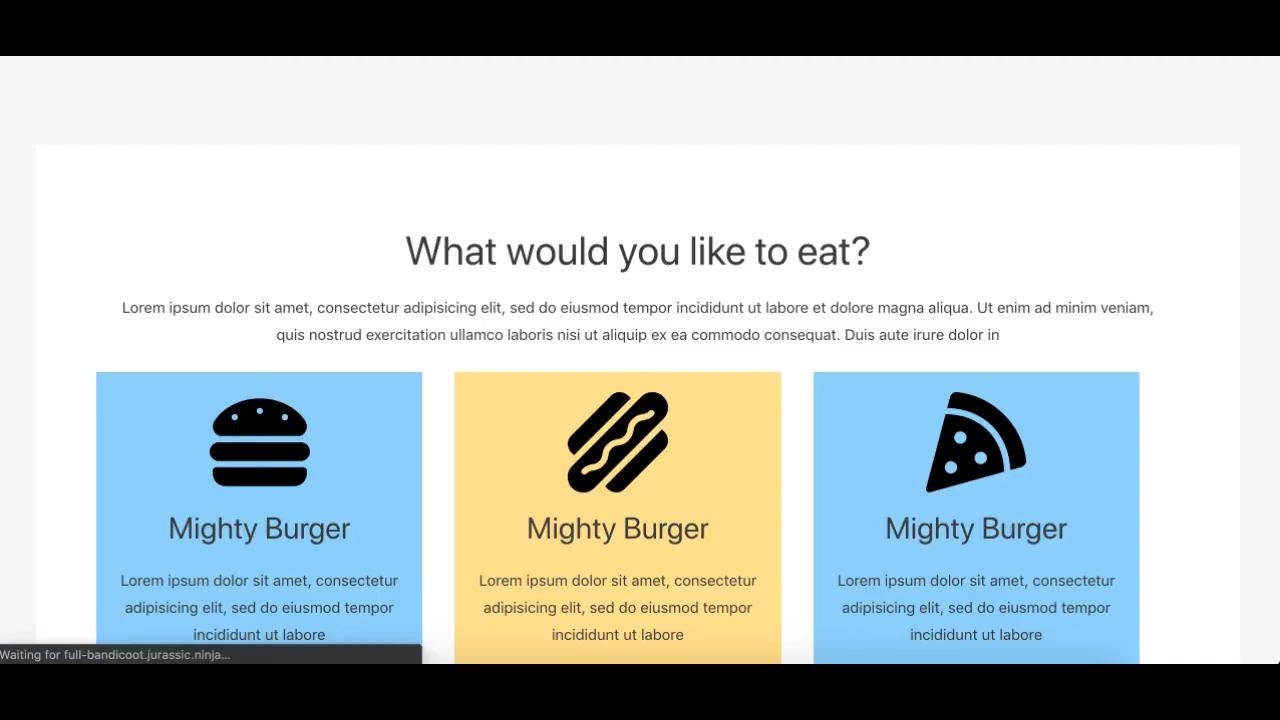 What would you like to eat?
Lorem ipsum dolor sit amet, consectetur adipisicing elit, sed do eiusmod tempor incididunt ut labore et dolore magna aliqua. Ut enim ad minim veniam,
quis nostrud exercitation ullamco laboris nisi ut aliquip ex ea commodo consequat. Duis aute irure dolor in
Mighty Burger
Lorem ipsum dolor sit amet, consectetur
adipisicing elit, sed do eiusmod tempor
incididunt ut labore
Mighty Burger
Lorem ipsum dolor sit amet, consectetur
adipisicing elit, sed do eiusmod tempor
incididunt ut labore
Mighty Burger
Lorem ipsum dolor sit amet, consectetur
adipisicing elit, sed do eiusmod tempor
incididunt ut labore
Waiting for full-bandicoot.jurassic.ninja...